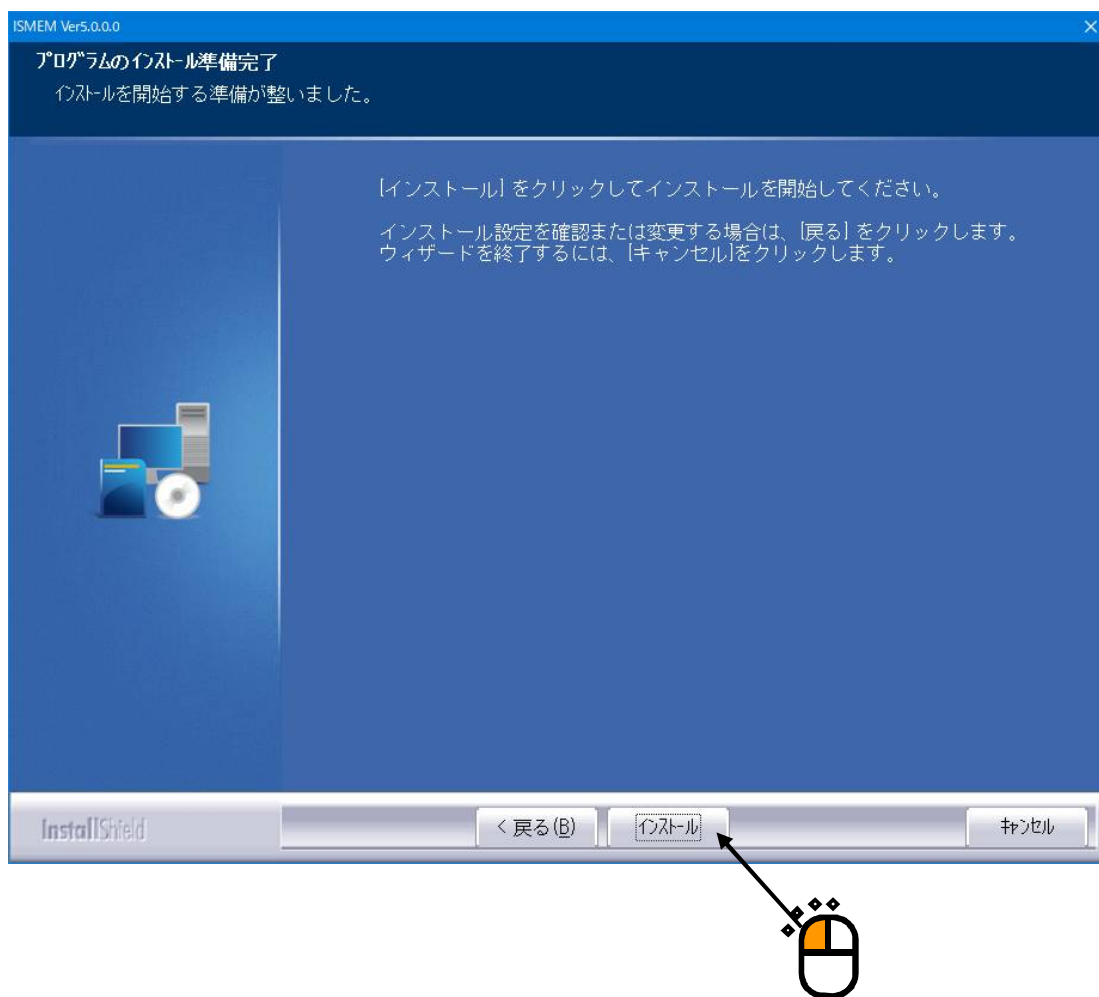 ISMEM Ver5.0.0.0
プログラムのインストール準備完了
インストールを開始する準備が整いました。
[インストール] をクリックしてインストールを開始してください。
インストール設定を確認または変更する場合は、[戻る] をクリックします。
ウィザードを終了するには、[キャンセル]をクリックします。
InstallShield
< 戻る(B)
インストール
キャンセル